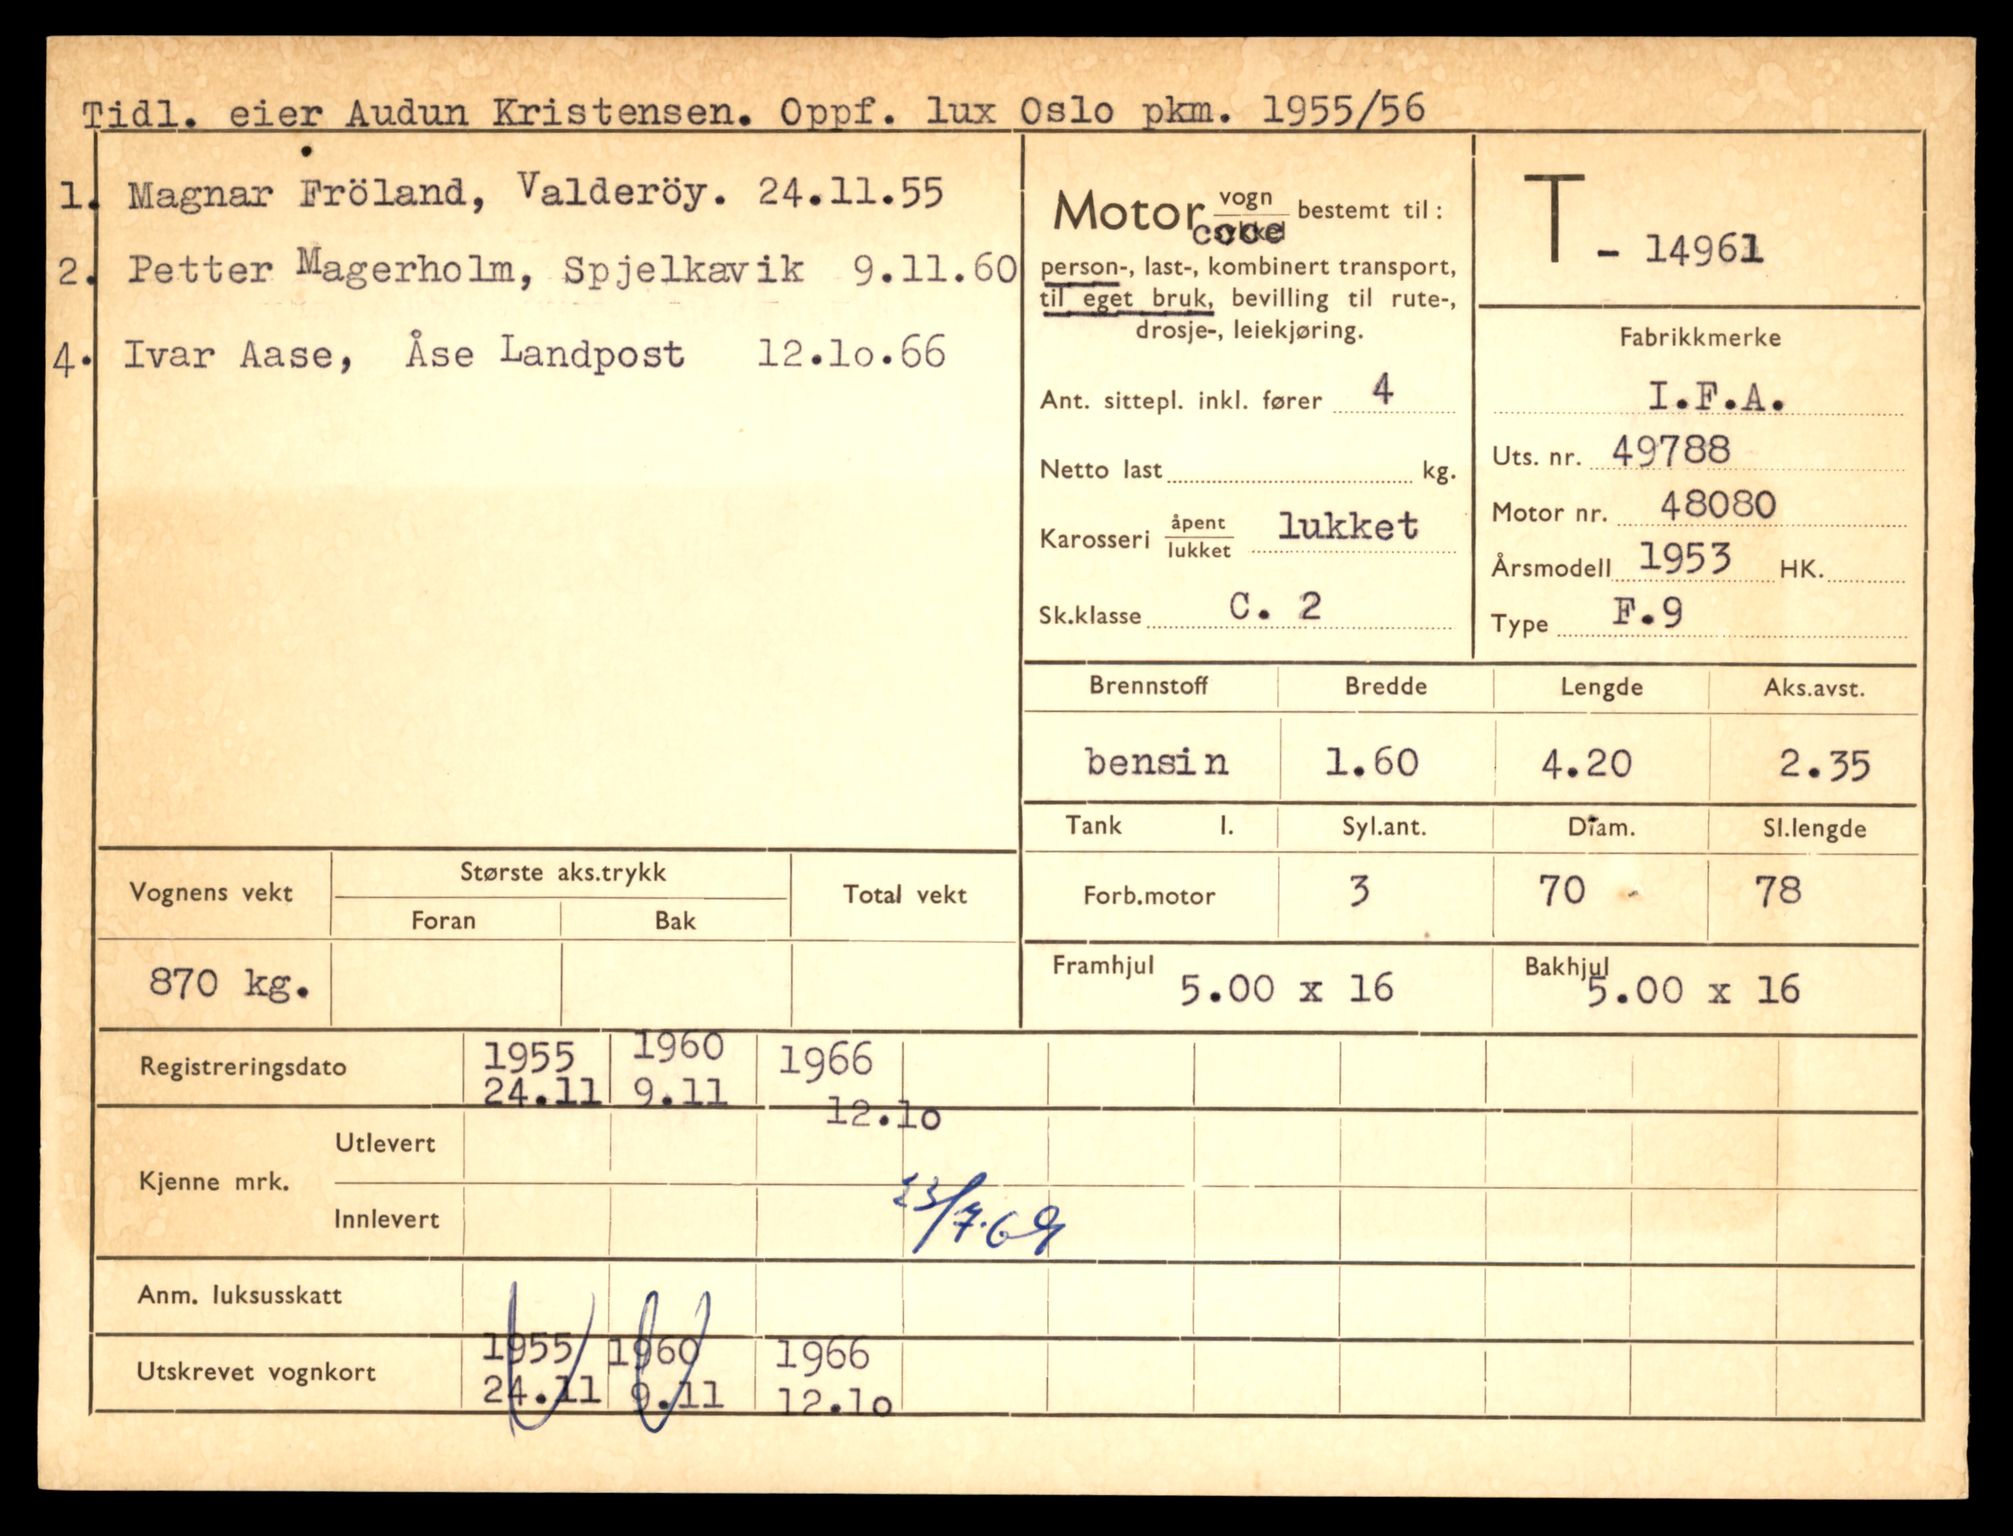 Tidl. eier Audun Kristensen. Oppf. lux Oslo pkm. 1955/56
1. Magnar Fröland, Valderöy. 24.11.55
2. Petter Magerholm, Spjelkavik 9.11.60
4. Ivar Aase, Åse Landpost 12.1o.66
Motor vogn bestemt til:
person-, last-, kombinert transport,
til eget bruk, bevilling til rute-,
drosje-, leiekjøring.
Ant. sittepl. inkl. fører 4
Netto last kg.
Karosseri åpent lukket lukket
Sk.klasse C. 2
T - 14961
Fabrikkmerke
I.F.A.
Uts. nr. 49788
Motor nr. 48080
Årsmodell 1953 HK.
Type F.9
Brennstoff Bredde Lengde Aks.avst.
bensin 1.60 4.20 2.35
Tank l. Syl.ant. Diam. Sl.lengde
Forb.motor 3 70 78
Framhjul 5.00 x 16 Bakhjul 5.00 x 16
Vognens vekt Største aks.trykk Total vekt
Foran Bak
870 kg.
Registreringsdato 1955 1960 1966
24.11 9.11 12.1o
Kjenne mrk. Utlevert
Innlevert 23/7.69
Anm. luksusskatt
Utskrevet vognkort 1955 1960 1966
24.11 9.11 12.1o